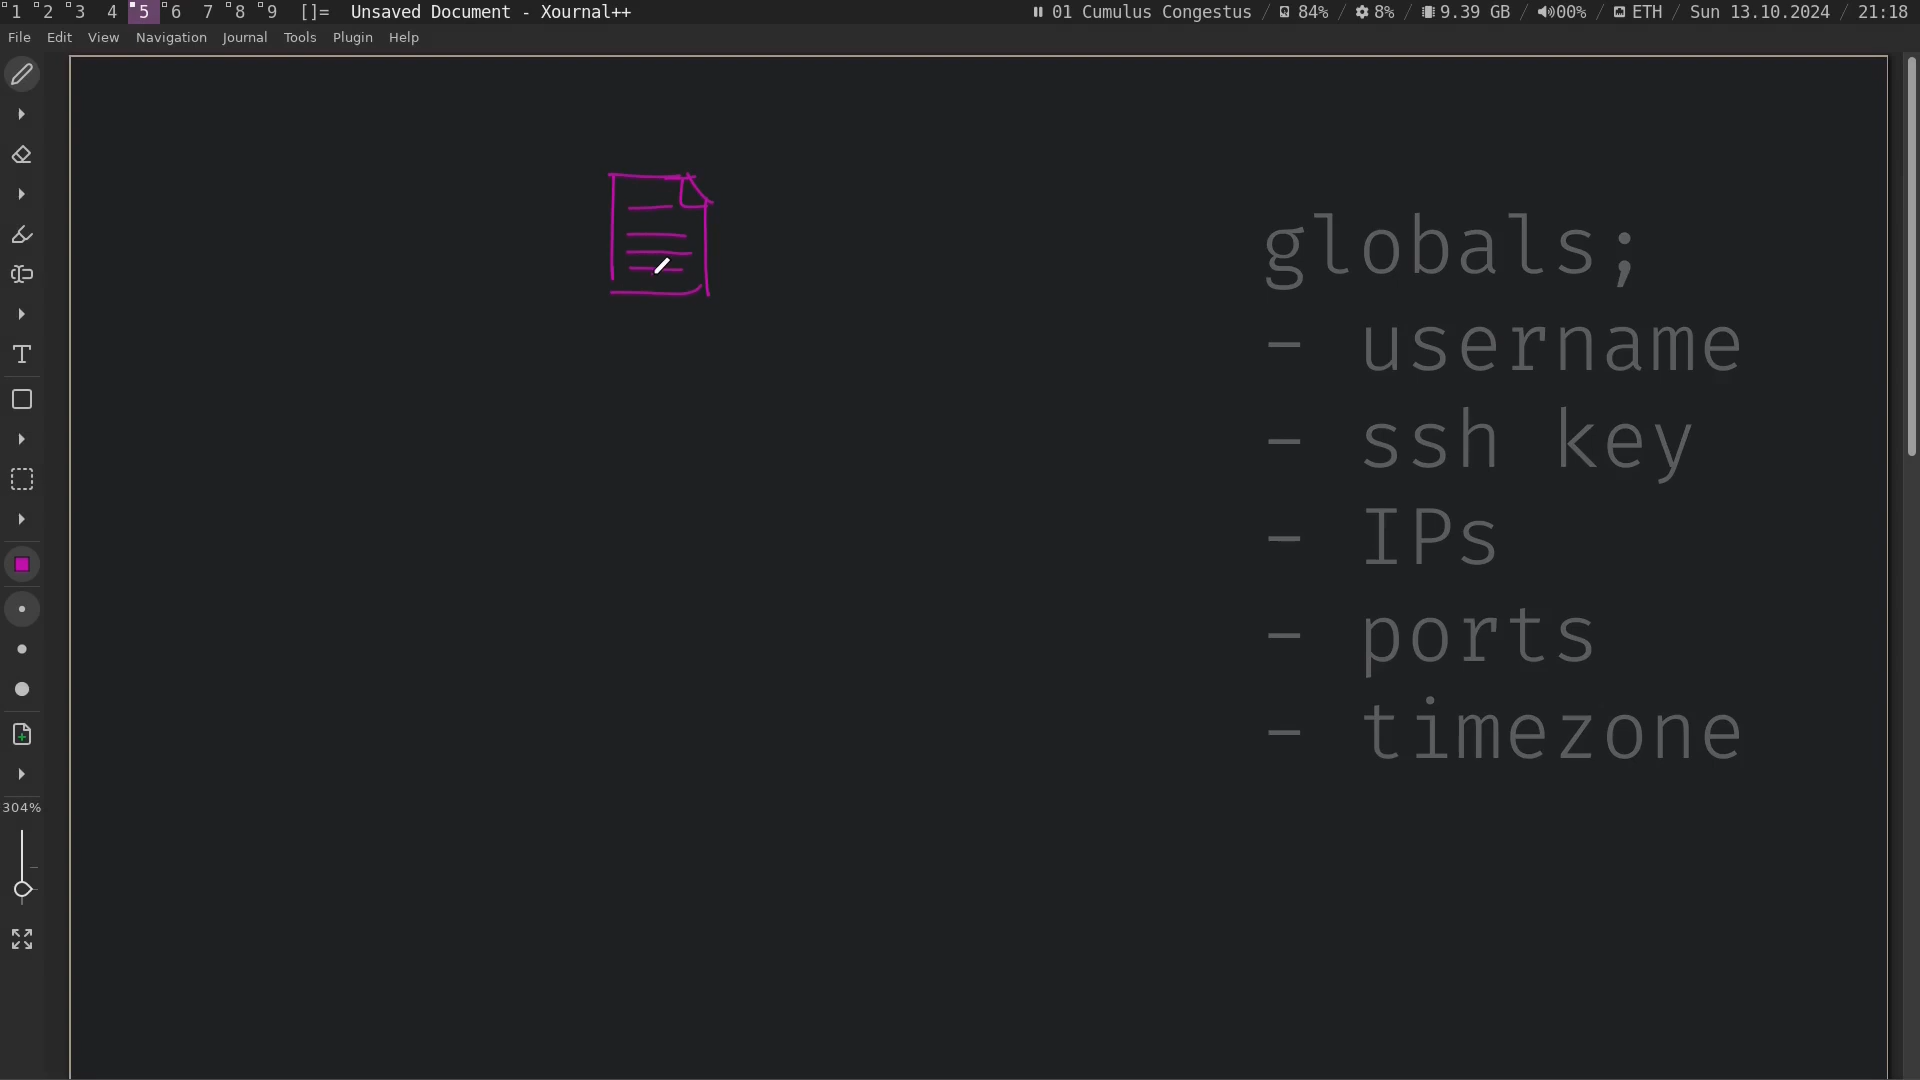 1 2 3 4 5 6 7 8 9 []= Unsaved Document - Xournal++ 01 Cumulus Congestus / 84% / 8% / 9.39 GB / 00% / ETH / Sun 13.10.2024 / 21:18
File Edit View Navigation Journal Tools Plugin Help
globals;
- username
- ssh key
- IPs
- ports
- timezone
304%